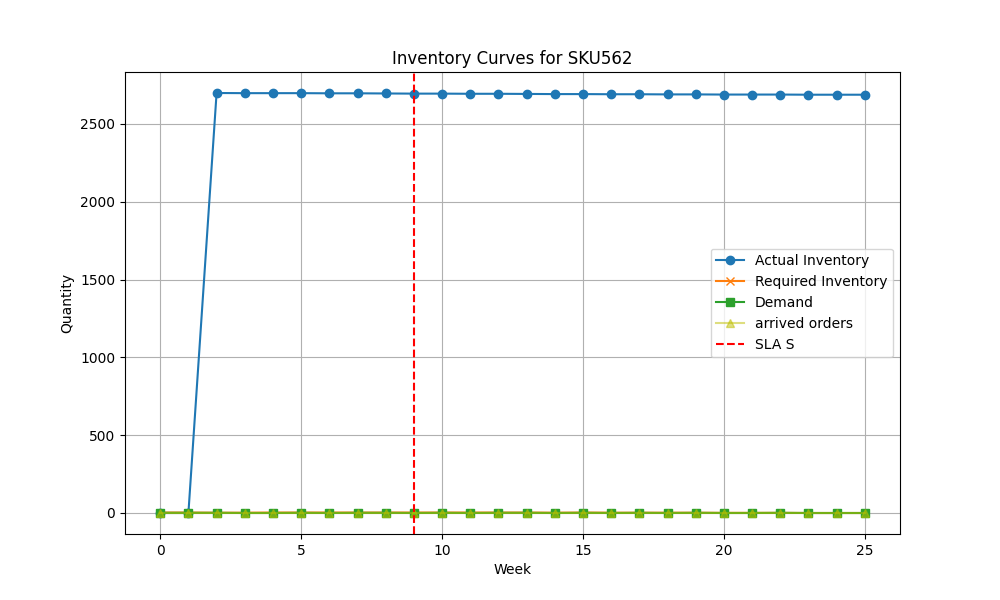 Inventory Curves for SKU562
Quantity
2500
2000
1500
1000
500
0
Actual Inventory
Required Inventory
Demand
arrived orders
SLA S
0 5 10 15 20 25
Week